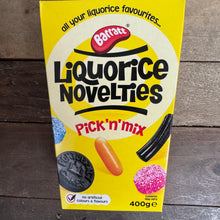 all your liquorice favourites...
Barratt
LIQUORICE
NOVELTIES
PICK'n'mix
no artificial
colours & flavours
400g e